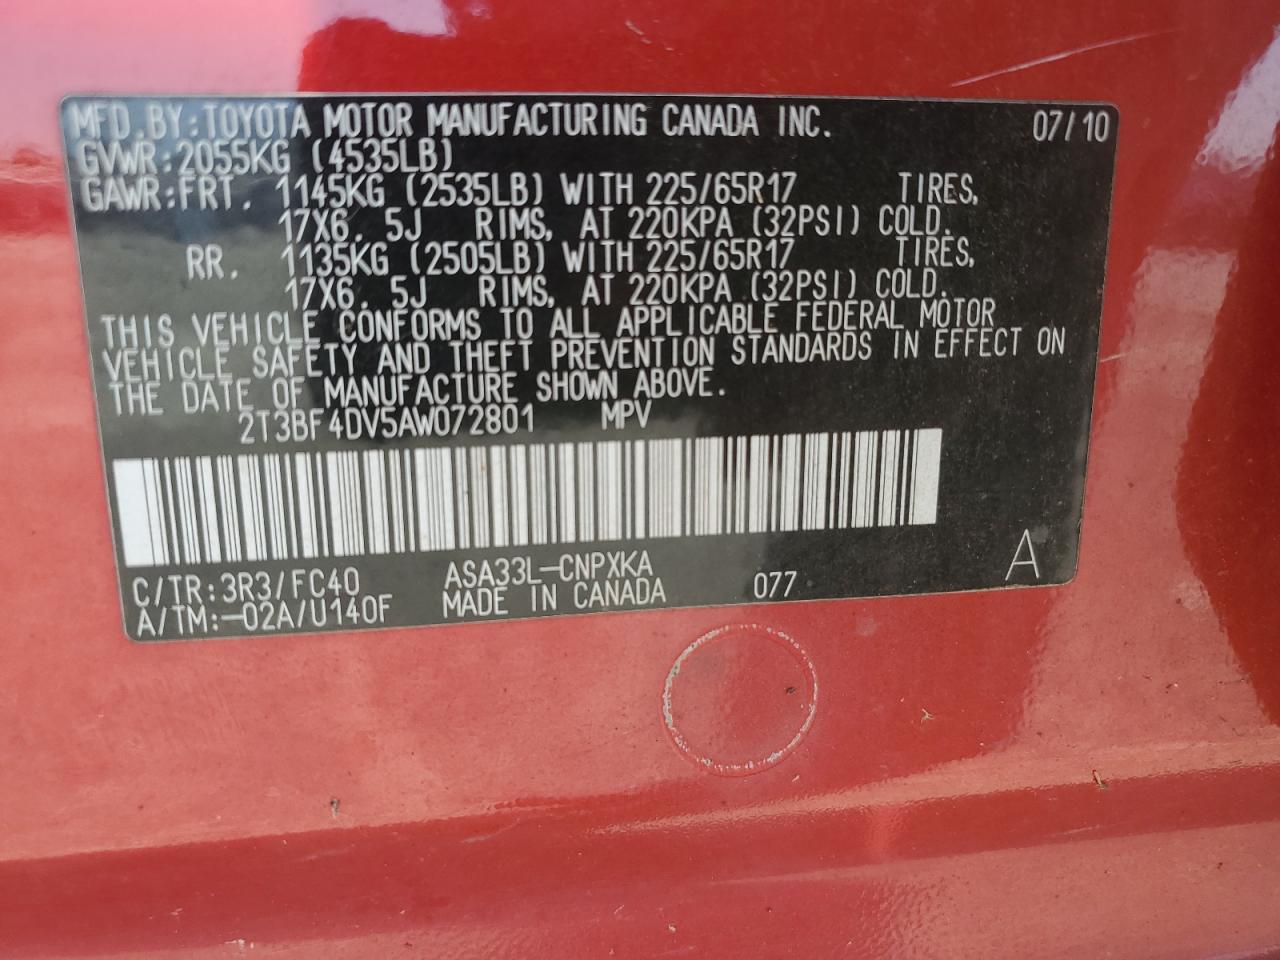 MFD.BY:TOYOTA MOTOR MANUFACTURING CANADA INC. 07/10
GVWR:2055KG (4535LB)
GAWR:FRT. 1145KG (2535LB) WITH 225/65R17 TIRES,
17X6.5J RIMS, AT 220KPA (32PSI) COLD.
RR. 1135KG (2505LB) WITH 225/65R17 TIRES,
17X6.5J RIMS, AT 220KPA (32PSI) COLD.
THIS VEHICLE CONFORMS TO ALL APPLICABLE FEDERAL MOTOR
VEHICLE SAFETY AND THEFT PREVENTION STANDARDS IN EFFECT ON
THE DATE OF MANUFACTURE SHOWN ABOVE.
2T3BF4DV5AW072801 MPV
C/TR:3R3/FC40 ASA33L-CNPXKA
A/TM:-02A/U140F MADE IN CANADA 077 A